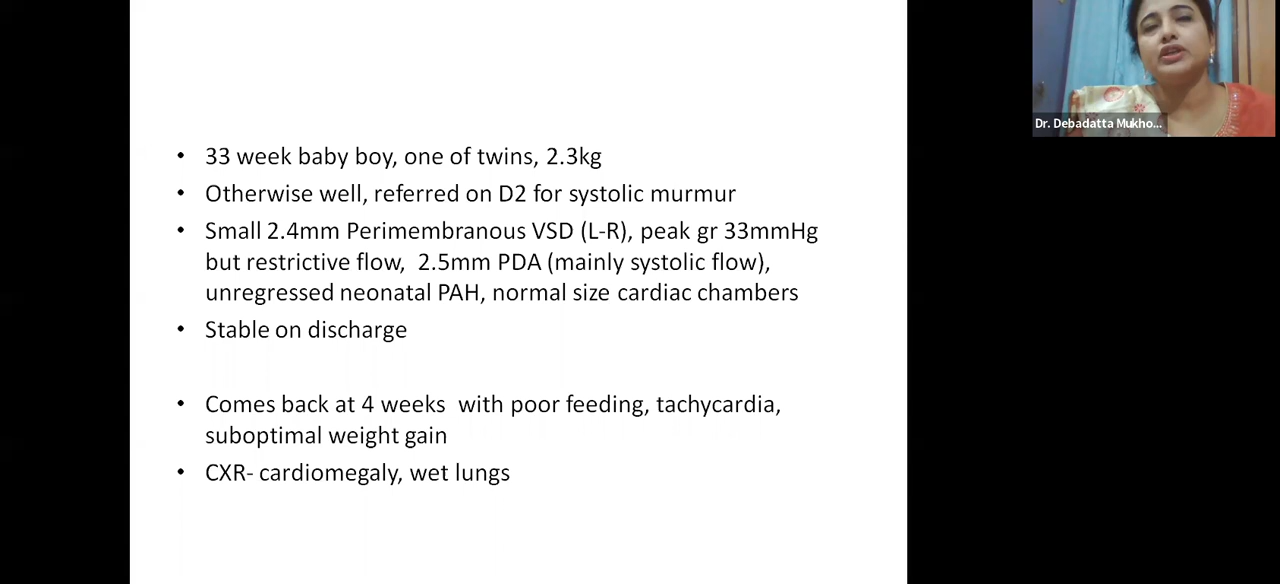 • 33 week baby boy, one of twins, 2.3kg
• Otherwise well, referred on D2 for systolic murmur
• Small 2.4mm Perimembranous VSD (L-R), peak gr 33mmHg
but restrictive flow,  2.5mm PDA (mainly systolic flow),
unregressed neonatal PAH, normal size cardiac chambers
• Stable on discharge
• Comes back at 4 weeks  with poor feeding, tachycardia,
suboptimal weight gain
• CXR- cardiomegaly, wet lungs
Dr. Debadatta Mukho...